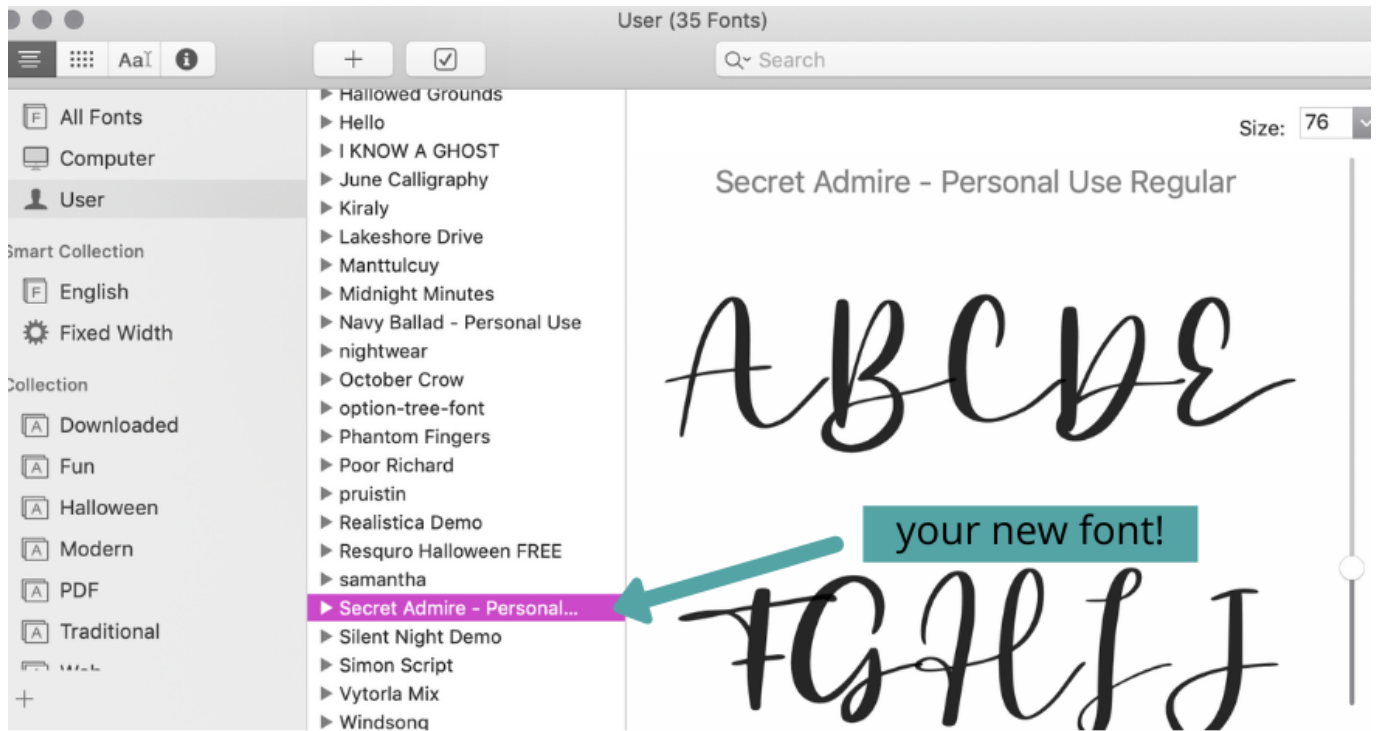 User (35 Fonts)
AaI
Search
All Fonts
Computer
User
Smart Collection
English
Fixed Width
Collection
Downloaded
Fun
Halloween
Modern
PDF
Traditional
Web
Hallowed Grounds
Hello
I KNOW A GHOST
June Calligraphy
Kiraly
Lakeshore Drive
Manttulcuy
Midnight Minutes
Navy Ballad - Personal Use
nightwear
October Crow
option-tree-font
Phantom Fingers
Poor Richard
pruistin
Realistica Demo
Resquro Halloween FREE
samantha
Secret Admire - Personal...
Silent Night Demo
Simon Script
Vytorla Mix
Windsong
Size: 76
Secret Admire - Personal Use Regular
ABCDE
your new font!
FGHIJ